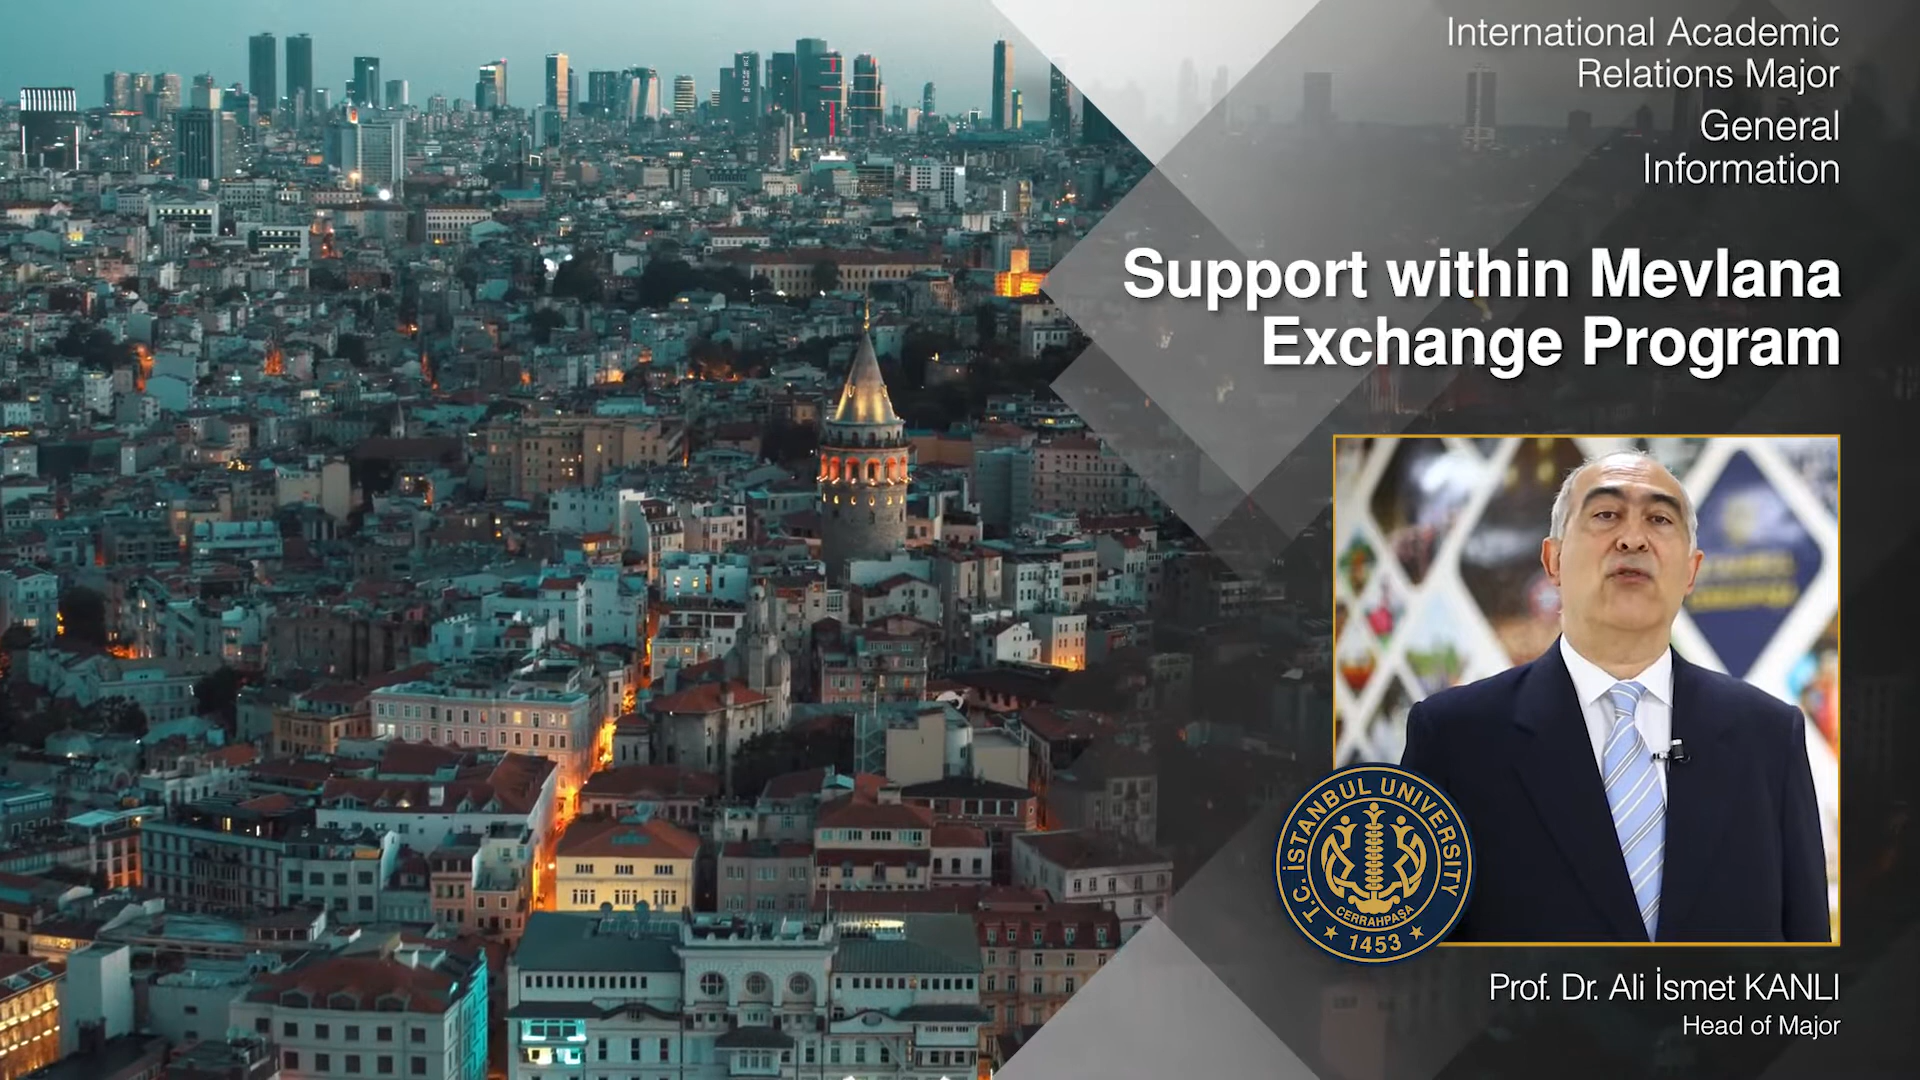 International Academic
Relations Major
General
Information
Support within Mevlana
Exchange Program
T.C. İSTANBUL UNIVERSITY
CERRAHPAŞA
★ 1453 ★
Prof. Dr. Ali İsmet KANLI
Head of Major